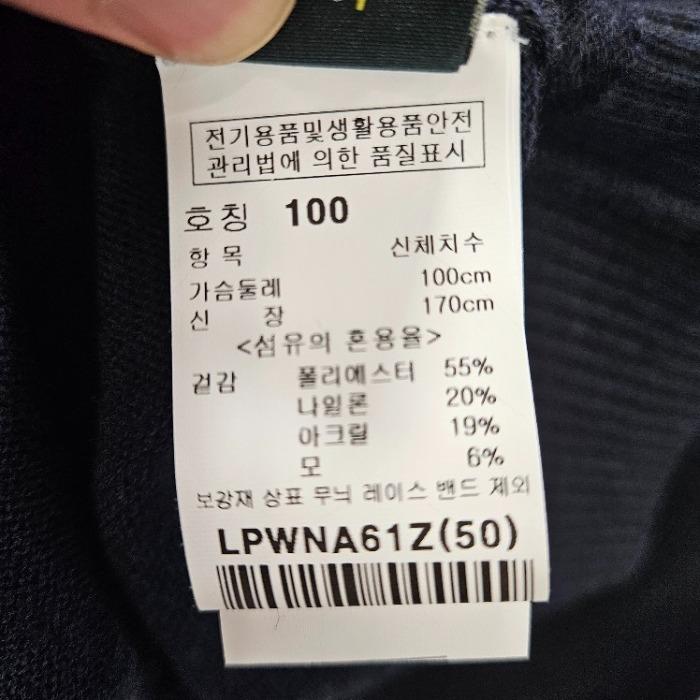 전기용품및생활용품안전
관리법에 의한 품질표시
호칭 100
항 목 신체치수
가슴둘레 100cm
신 장 170cm
<섬유의 혼용율>
겉감 폴리에스터 55%
나일론 20%
아크릴 19%
모 6%
보강재 상표 무늬 레이스 밴드 제외
LPWNA61Z(50)